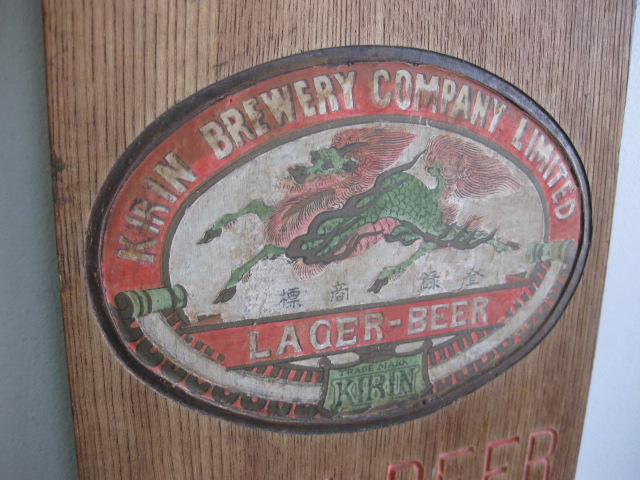 KIRIN BREWERY COMPANY LIMITED
標商錄登
LAGER-BEER
TRADE MARK
KIRIN
BEER